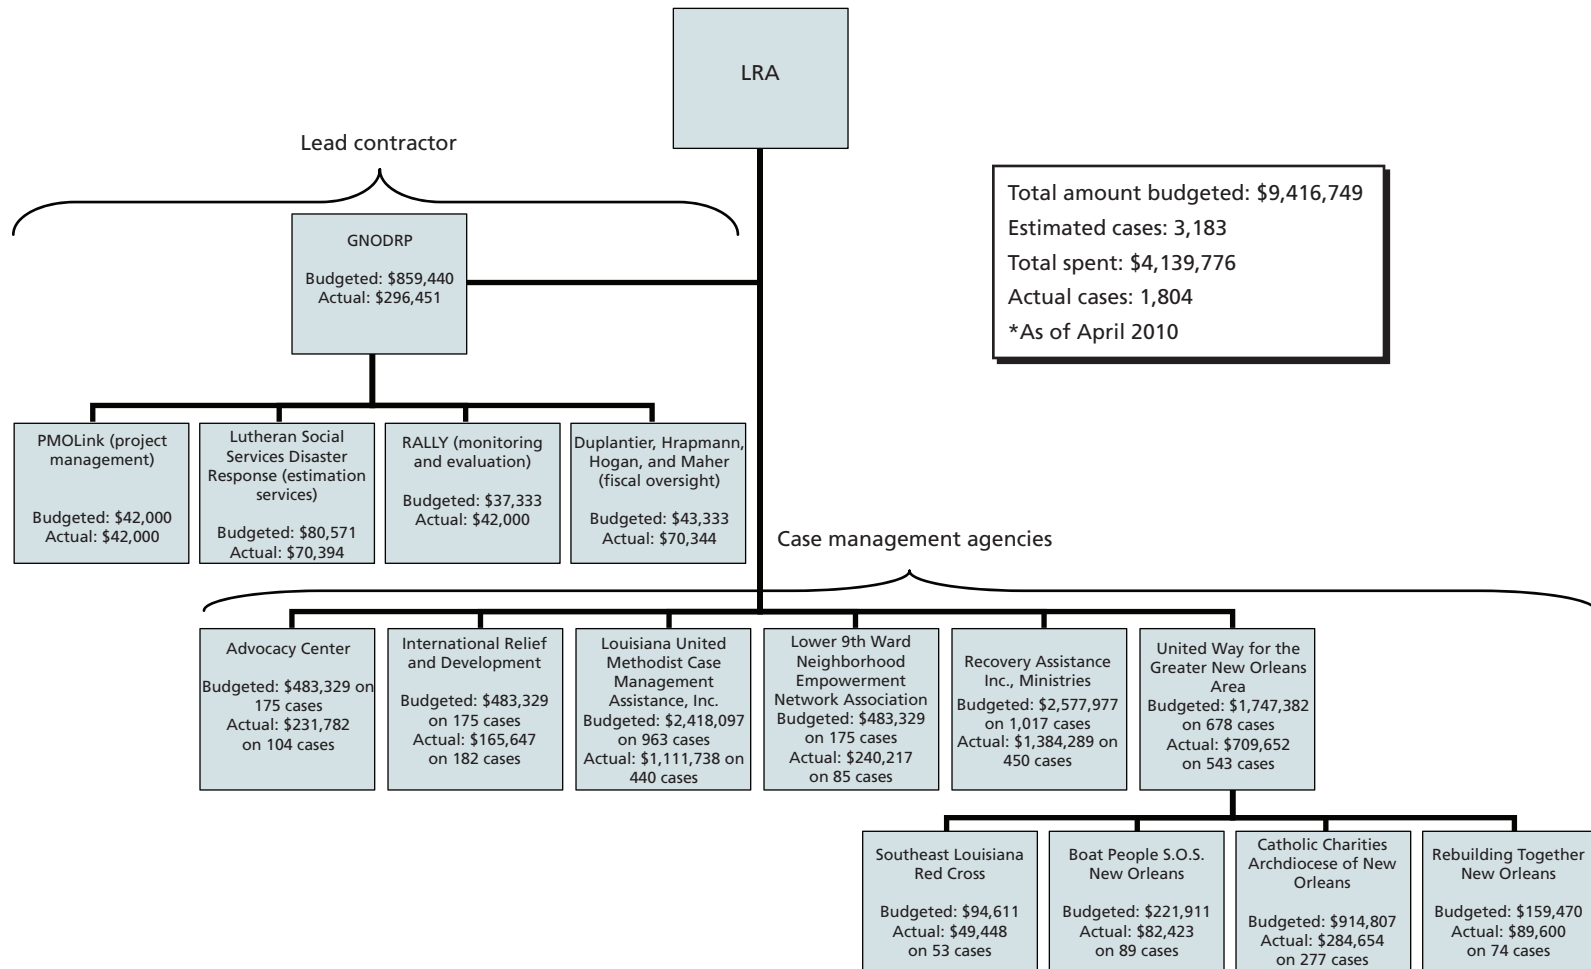 LRA
Lead contractor
GNODRP
Budgeted: $859,440
Actual: $296,451
Total amount budgeted: $9,416,749
Estimated cases: 3,183
Total spent: $4,139,776
Actual cases: 1,804
*As of April 2010
PMOLink (project
management)
Budgeted: $42,000
Actual: $42,000
Lutheran Social
Services Disaster
Response (estimation
services)
Budgeted: $80,571
Actual: $70,394
RALLY (monitoring
and evaluation)
Budgeted: $37,333
Actual: $42,000
Duplantier, Hrapmann,
Hogan, and Maher
(fiscal oversight)
Budgeted: $43,333
Actual: $70,344
Case management agencies
Advocacy Center
Budgeted: $483,329 on
175 cases
Actual: $231,782
on 104 cases
International Relief
and Development
Budgeted: $483,329
on 175 cases
Actual: $165,647
on 182 cases
Louisiana United
Methodist Case
Management
Assistance, Inc.
Budgeted: $2,418,097
on 963 cases
Actual: $1,111,738 on
440 cases
Lower 9th Ward
Neighborhood
Empowerment
Network Association
Budgeted: $483,329
on 175 cases
Actual: $240,217
on 85 cases
Recovery Assistance
Inc., Ministries
Budgeted: $2,577,977
on 1,017 cases
Actual: $1,384,289 on
450 cases
United Way for the
Greater New Orleans
Area
Budgeted: $1,747,382
on 678 cases
Actual: $709,652
on 543 cases
Southeast Louisiana
Red Cross
Budgeted: $94,611
Actual: $49,448
on 53 cases
Boat People S.O.S.
New Orleans
Budgeted: $221,911
Actual: $82,423
on 89 cases
Catholic Charities
Archdiocese of New
Orleans
Budgeted: $914,807
Actual: $284,654
on 277 cases
Rebuilding Together
New Orleans
Budgeted: $159,470
Actual: $89,600
on 74 cases